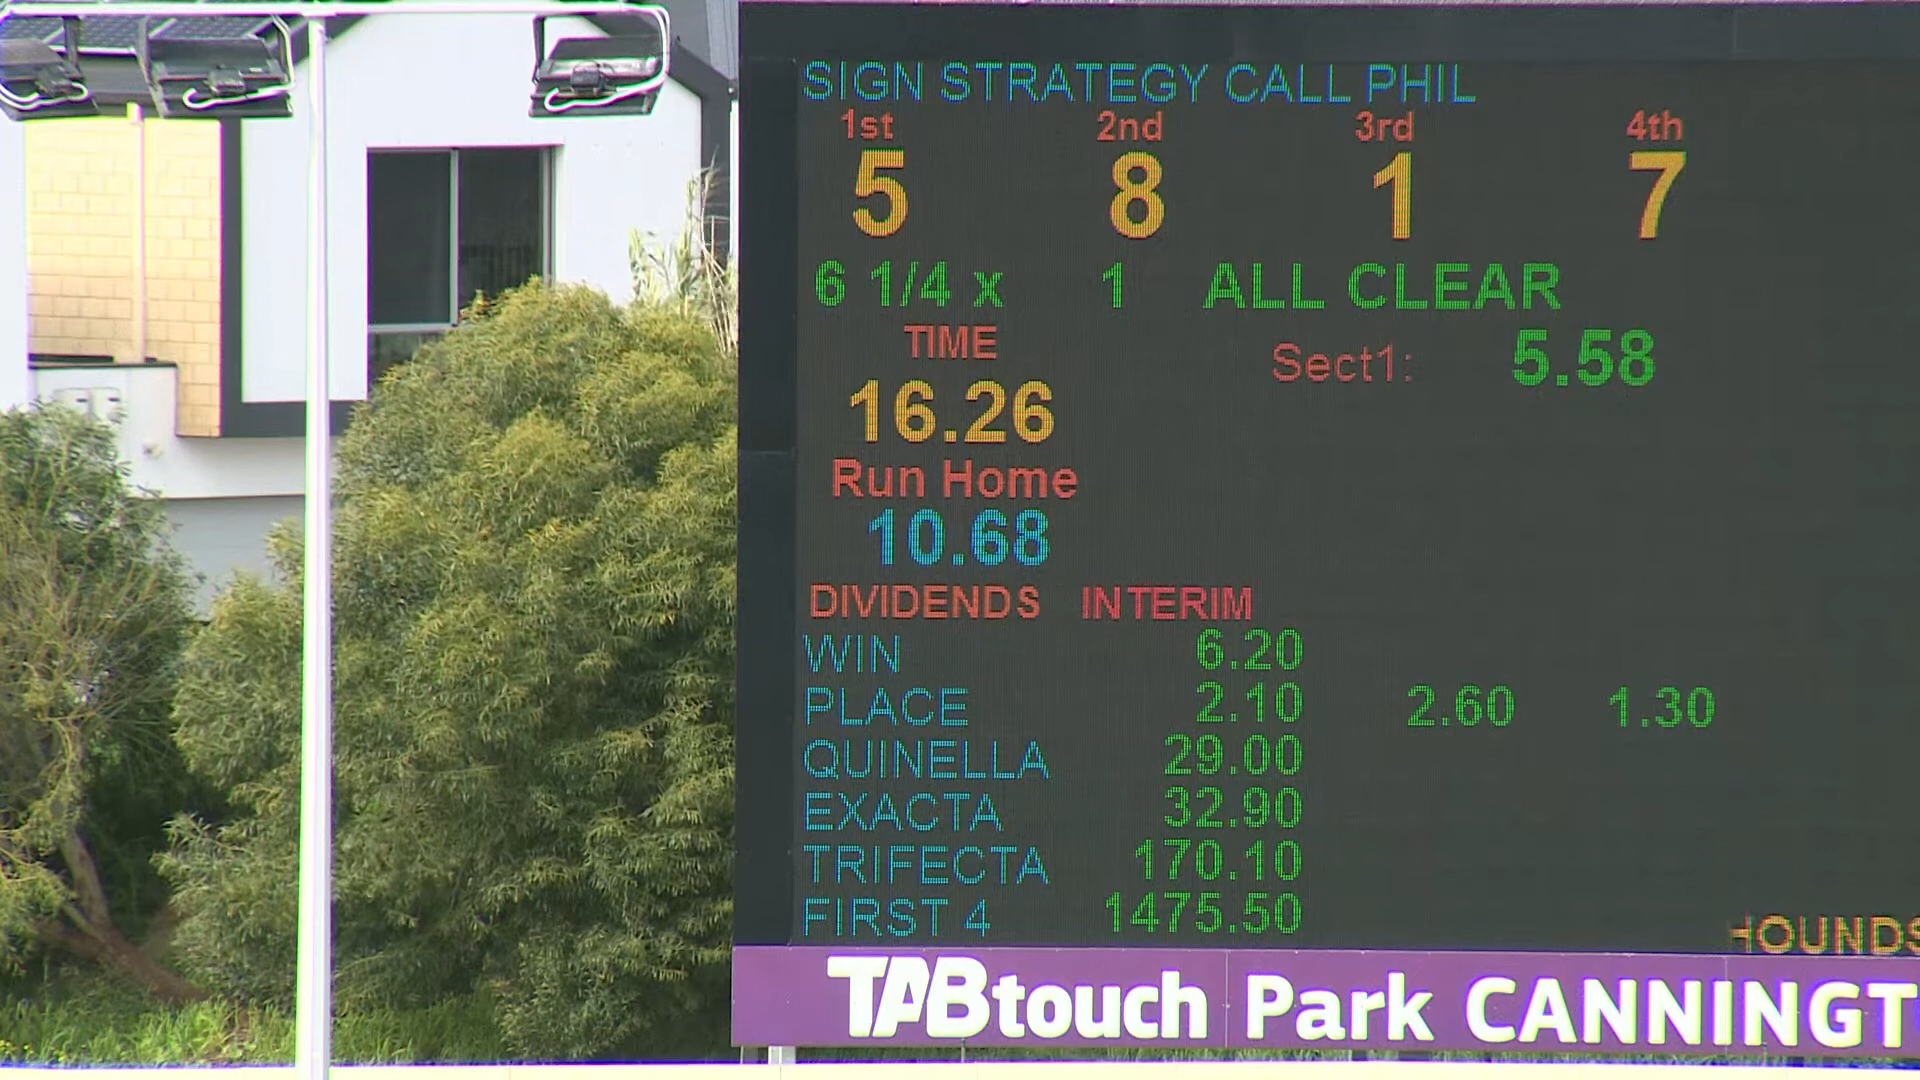 SIGN STRATEGY CALL PHIL
1st 2nd 3rd 4th
5 8 1 7
6 1/4 x 1 ALL CLEAR
TIME Sect1: 5.58
16.26
Run Home
10.68
DIVIDENDS INTERIM
WIN 6.20
PLACE 2.10 2.60 1.30
QUINELLA 29.00
EXACTA 32.90
TRIFECTA 170.10
FIRST 4 1475.50
HOUNDS
TABtouch Park CANNINGT